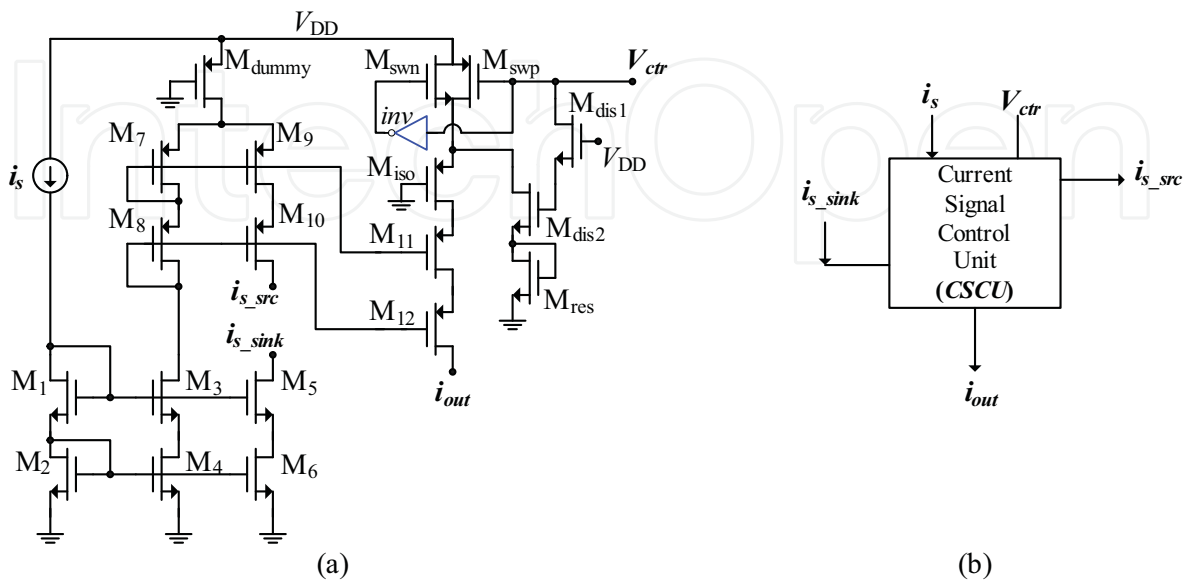 IntechOpen
V_DD
M_dummy
M_swn
M_swp
V_ctr
inv
M_dis1
V_DD
M_7
M_9
i_s
M_iso
M_8
M_10
M_11
M_dis2
i_s_src
M_12
M_res
i_s_sink
i_out
M_1
M_3
M_5
M_2
M_4
M_6
(a)
i_s
V_ctr
i_s_sink
Current
Signal
Control
Unit
(CSCU)
i_s_src
i_out
(b)